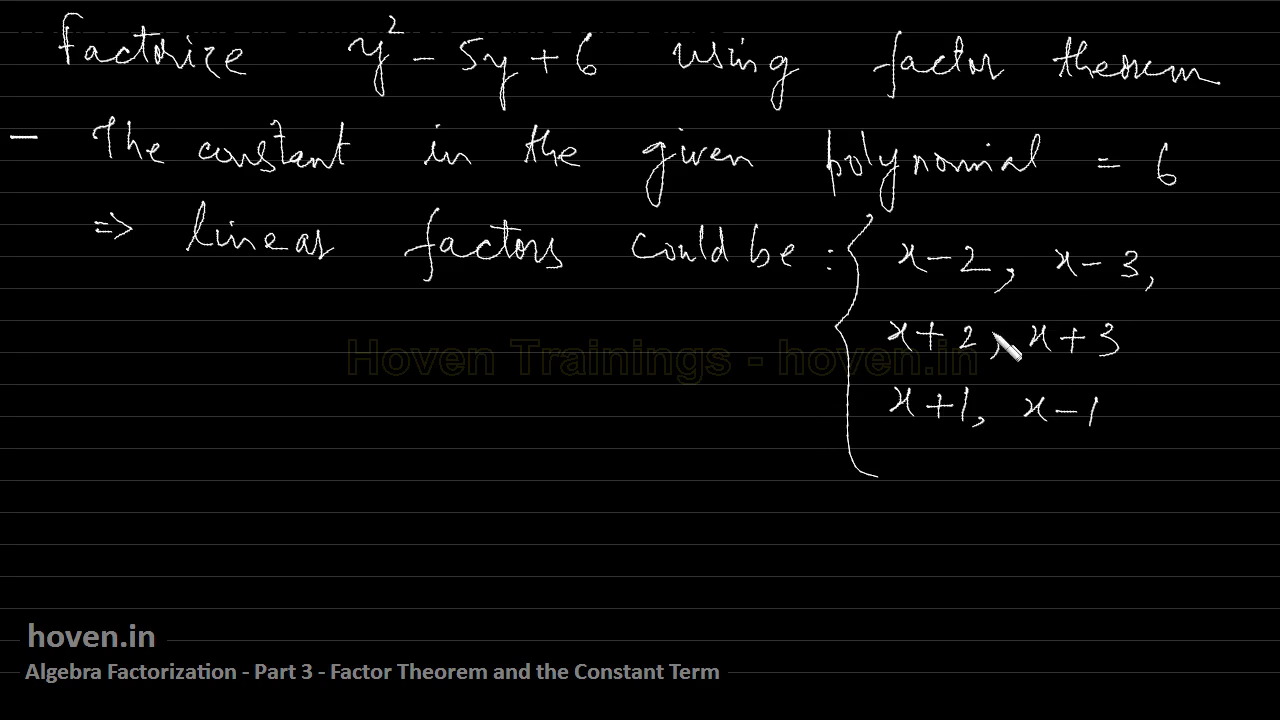 factorize y² - 5y + 6 using factor theorem
- The constant in the given polynomial = 6
⇒ linear factors could be : { x-2, x-3,
x+2, x+3
x+1, x-1
Hoven Trainings - hoven.in
hoven.in
Algebra Factorization - Part 3 - Factor Theorem and the Constant Term